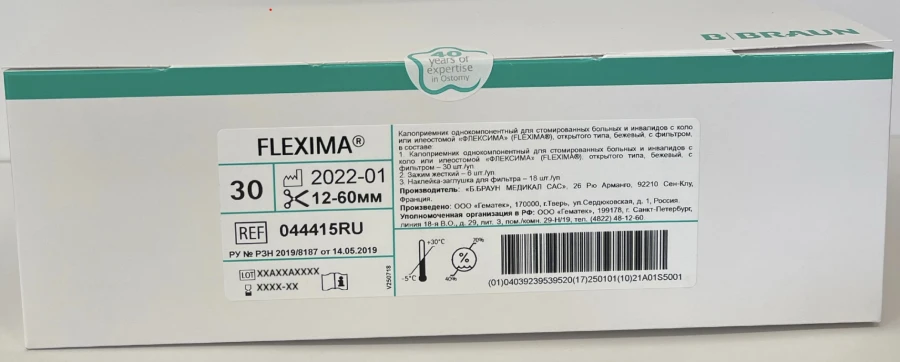 B|BRAUN
40
years of
expertise
in Ostomy
FLEXIMA®
30
2022-01
12-60мм
REF 044415RU
РУ № РЗН 2019/8187 от 14.05.2019
LOT XXAXXAXXXX
XXXX-XX
V250718
Калоприемник однокомпонентный для стомированных больных и инвалидов с коло
или илеостомой «ФЛЕКСИМА» (FLEXIMA®), открытого типа, бежевый, с фильтром,
в составе
1. Калоприемник однокомпонентный для стомированных больных и инвалидов с
коло или илеостомой «ФЛЕКСИМА» (FLEXIMA®), открытого типа, бежевый, с
фильтром – 30 шт./уп.
2. Зажим жесткий – 6 шт./уп
3. Наклейка-заглушка для фильтра – 18 шт./уп.
Производитель: «Б.БРАУН МЕДИКАЛ САС», 26 Рю Арманго, 92210 Сен-Клу,
Франция.
Произведено: ООО «Гематек», 170000, г.Тверь, ул.Сердюковская, д. 1, Россия.
Уполномоченная организация в РФ: ООО «Гематек», 199178, г. Санкт-Петербург,
линия 18-я В.О., д. 29, лит. З, пом./комн. 29-Н/19, тел. (4822) 48-12-60.
+30°C
-5°C
70%
%
40%
(01)04039239539520(17)250101(10)21A01S5001